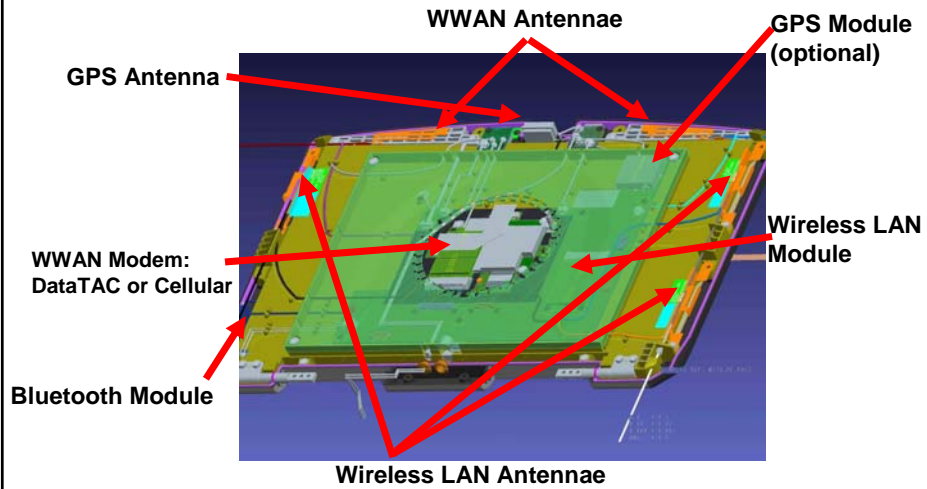 WWAN Antennae
GPS Module
(optional)
GPS Antenna
Wireless LAN
Module
WWAN Modem:
DataTAC or Cellular
Bluetooth Module
Wireless LAN Antennae